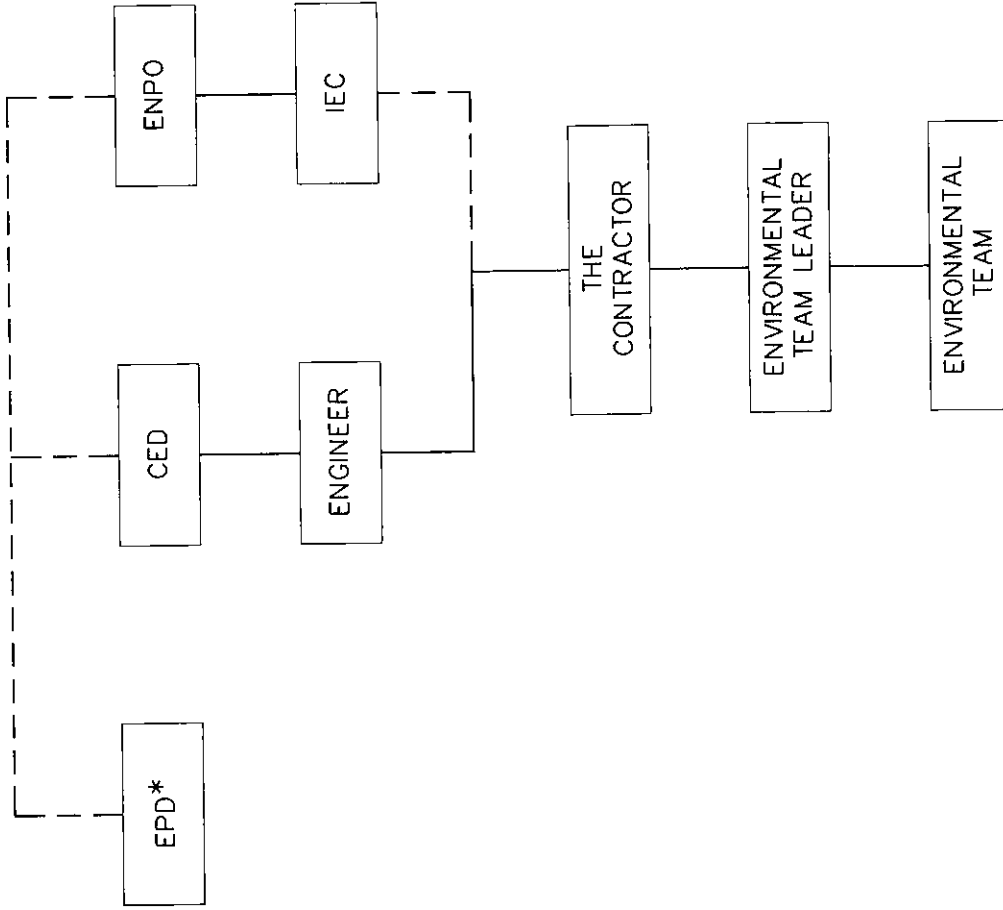 EPD*
CED
ENPO
ENGINEER
IEC
THE
CONTRACTOR
ENVIRONMENTAL
TEAM LEADER
ENVIRONMENTAL
TEAM